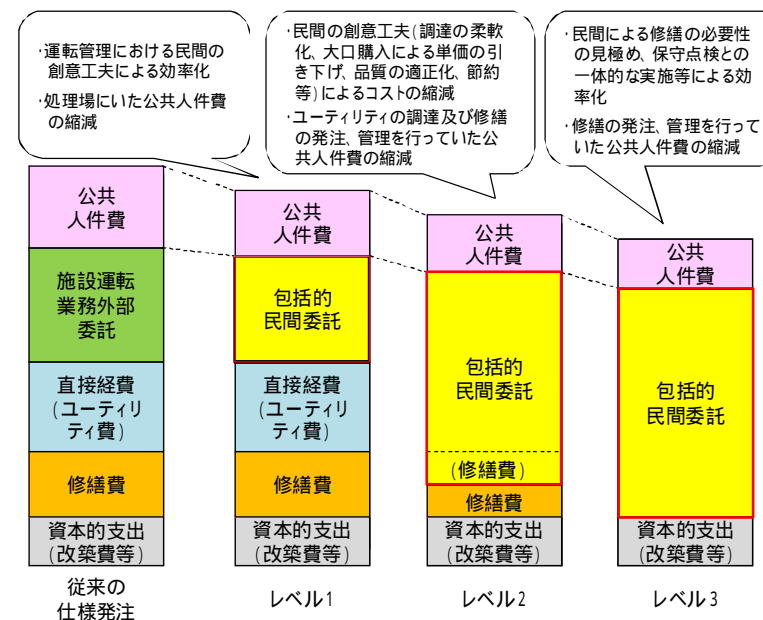 ･運転管理における民間の
創意工夫による効率化
･処理場にいた公共人件費
の縮減
･民間の創意工夫(調達の柔軟
化、大口購入による単価の引
き下げ、品質の適正化、節約
等)によるコストの縮減
･ユーティリティの調達及び修繕
の発注、管理を行っていた公
共人件費の縮減
･民間による修繕の必要性
の見極め、保守点検との
一体的な実施等による効
率化
･修繕の発注、管理を行って
いた公共人件費の縮減
公共
人件費
施設運転
業務外部
委託
直接経費
(ユーティリ
ティ費)
修繕費
資本的支出
(改築費等)
従来の
仕様発注
公共
人件費
包括的
民間委託
直接経費
(ユーティリ
ティ費)
修繕費
資本的支出
(改築費等)
レベル1
公共
人件費
包括的
民間委託
(修繕費)
修繕費
資本的支出
(改築費等)
レベル2
公共
人件費
包括的
民間委託
資本的支出
(改築費等)
レベル3